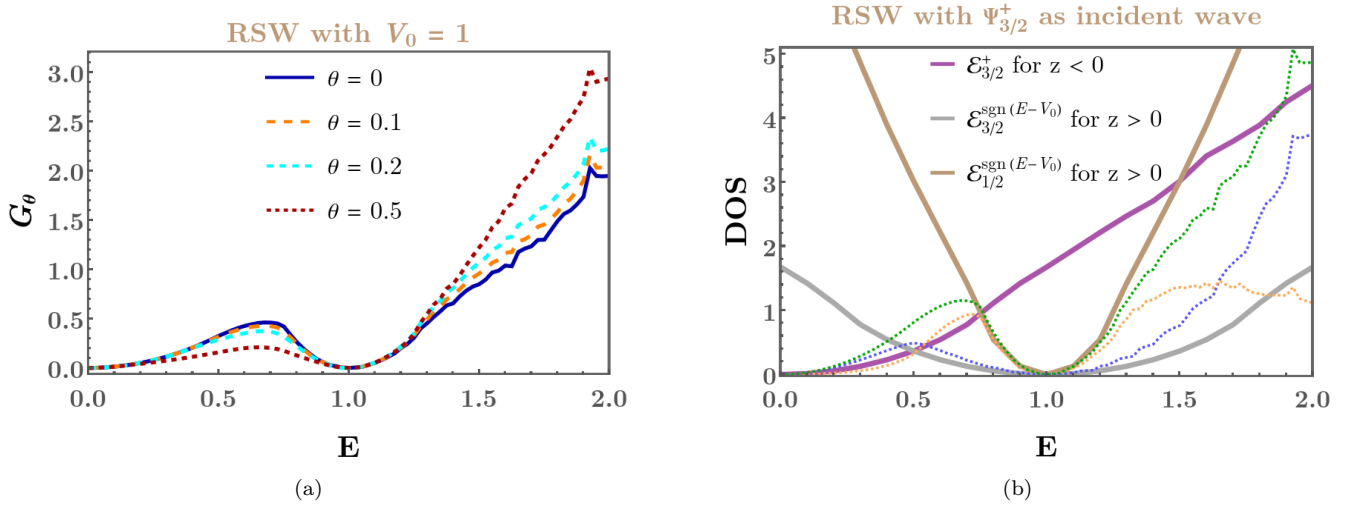 RSW with V₀ = 1
G_θ
3.0
2.5
2.0
1.5
1.0
0.5
0.0
θ = 0
θ = 0.1
θ = 0.2
θ = 0.5
0.0 0.5 1.0 1.5 2.0
E
(a)
RSW with Ψ⁺₃/₂ as incident wave
DOS
5
4
3
2
1
0
ℰ⁺₃/₂ for z < 0
ℰ^{sgn (E−V₀)}_{3/2} for z > 0
ℰ^{sgn (E−V₀)}_{1/2} for z > 0
0.0 0.5 1.0 1.5 2.0
E
(b)